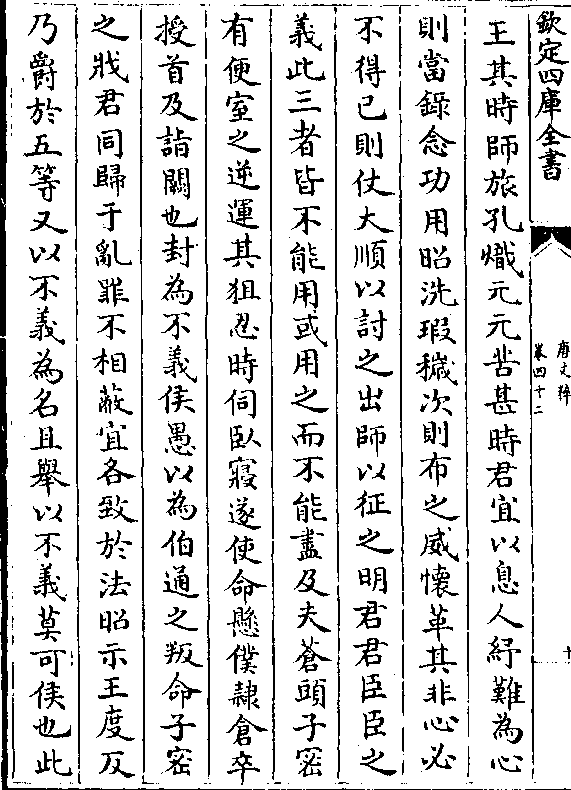 欽定四庫全書
唐文粹
卷四十二
十
王其時師旅孔熾元元苦甚時君宜以息人紓難為心
則當錄念功用昭洗瑕穢次則布之威懷革其非心必
不得已則仗大順以討之出師以征之明君君臣臣之
義此三者皆不能用或用之而不能盡及夫蒼頭子密
有便室之逆運其狙忍時伺臥寢遂使命懸僕隸倉卒
授首及詣闕也封為不義侯愚以為伯通之叛命子密
之戕君同歸于亂罪不相蔽宜各致於法昭示王度反
乃爵於五等又以不義為名且舉以不義莫可侯也此